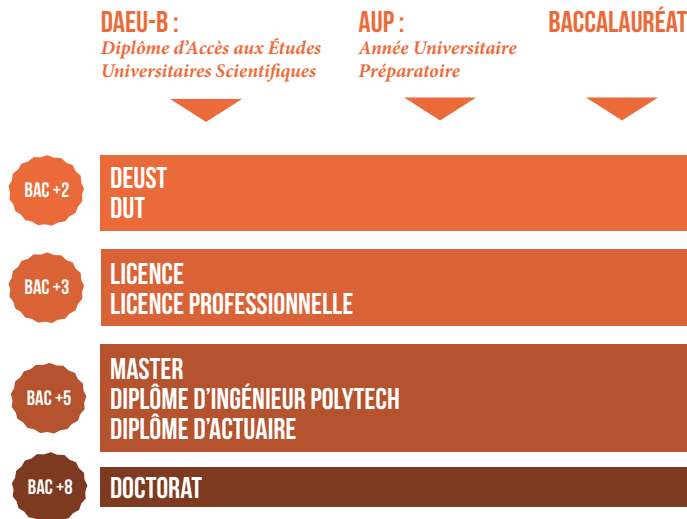 DAEU-B :
Diplôme d'Accès aux Études
Universitaires Scientifiques
AUP :
Année Universitaire
Préparatoire
BACCALAURÉAT
BAC +2
DEUST
DUT
BAC +3
LICENCE
LICENCE PROFESSIONNELLE
BAC +5
MASTER
DIPLÔME D'INGÉNIEUR POLYTECH
DIPLÔME D'ACTUAIRE
BAC +8
DOCTORAT